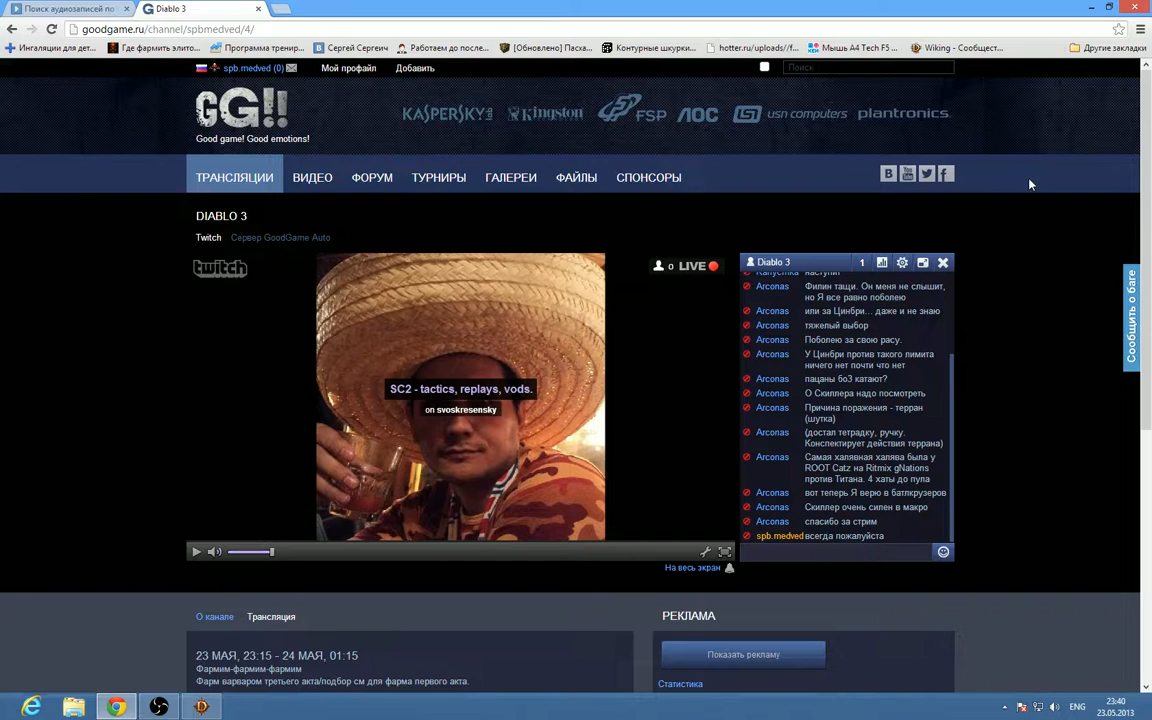 Поиск аудиозаписей по
Diablo 3
goodgame.ru/channel/spbmedved/4/
Ингаляции для дет...
Где фармить элито...
Программа тренир...
Сергей Сергеич
Работаем до после...
[Обновлено] Пасха...
Контурные шкурки...
hotter.ru/uploads//f...
Мышь A4 Tech F5 ...
Wiking - Сообщест...
Другие закладки
spb.medved (0)
Мой профайл
Добавить
Поиск
GG!!
Good game! Good emotions!
KASPERSKY
Kingston
FSP
AOC
usn computers
plantronics
ТРАНСЛЯЦИИ
ВИДЕО
ФОРУМ
ТУРНИРЫ
ГАЛЕРЕИ
ФАЙЛЫ
СПОНСОРЫ
DIABLO 3
Twitch
Сервер GoodGame Auto
twitch
0 LIVE
SC2 - tactics, replays, vods.
on svoskresensky
На весь экран
Diablo 3
1
Kanychka наступил
Arconas Филин тащи. Он меня не слышит,
но Я все равно поболею
Arconas или за Цинбри... даже и не знаю
Arconas тяжелый выбор
Arconas Поболею за свою расу.
Arconas У Цинбри против такого лимита
ничего нет почти что нет
Arconas пацаны бо3 катают?
Arconas О Скиллера надо посмотреть
Arconas Причина поражения - терран
(шутка)
Arconas (достал тетрадку, ручку.
Конспектирует действия террана)
Arconas Самая халявная халява была у
ROOT Catz на Ritmix gNations
против Титана. 4 хаты до пула
Arconas вот теперь Я верю в батлкрузеров
Arconas Скиллер очень силен в макро
Arconas спасибо за стрим
spb.medved всегда пожалуйста
Сообщить о баге
О канале
Трансляция
23 МАЯ, 23:15 - 24 МАЯ, 01:15
Фармим-фармим-фармим
Фарм варваром третьего акта/подбор см для фарма первого акта.
РЕКЛАМА
Показать рекламу
Статистика
ENG
23:40
23.05.2013